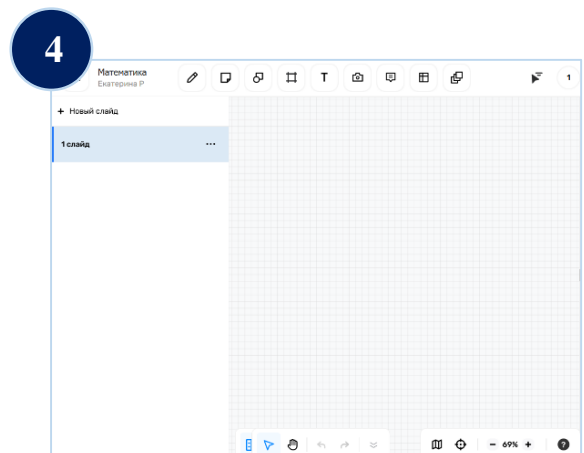 4
Математика
Екатерина Р
T
1
+ Новый слайд
1 слайд
...
− 69% +
?